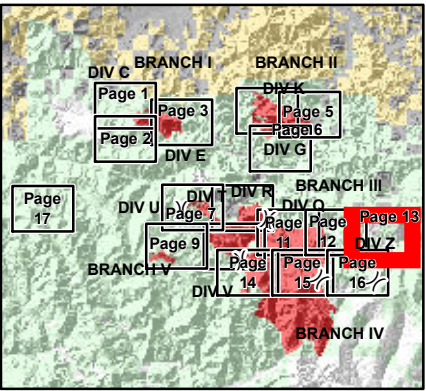 BRANCH I
BRANCH II
DIV C
DIV K
Page 1
Page 3
Page 5
Page 2
Page 6
DIV E
DIV G
Page
17
DIV R
BRANCH III
DIV U
Page 7
DIV Q
Page 13
Page
11
Page
12
Page 9
DIV Z
BRANCH V
Page
14
Page
15
Page
16
DIV V
BRANCH IV